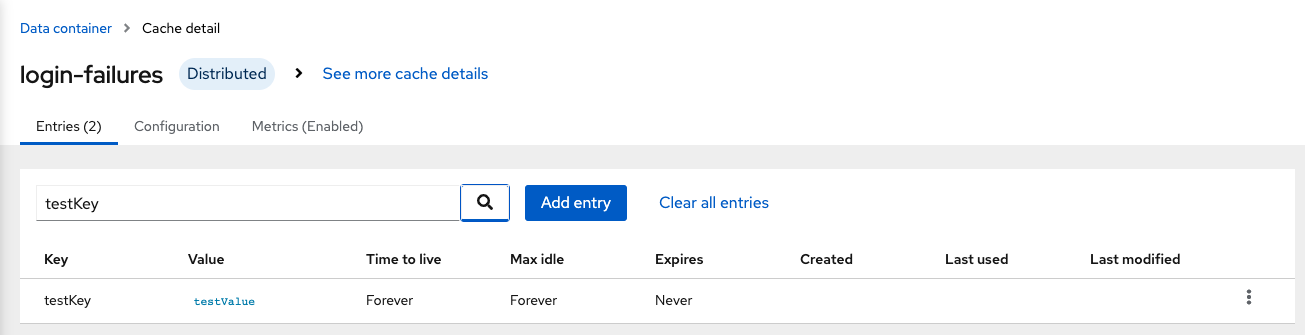 Data container > Cache detail
login-failures Distributed > See more cache details
Entries (2) Configuration Metrics (Enabled)
testKey Add entry Clear all entries
Key Value Time to live Max idle Expires Created Last used Last modified
testKey testValue Forever Forever Never